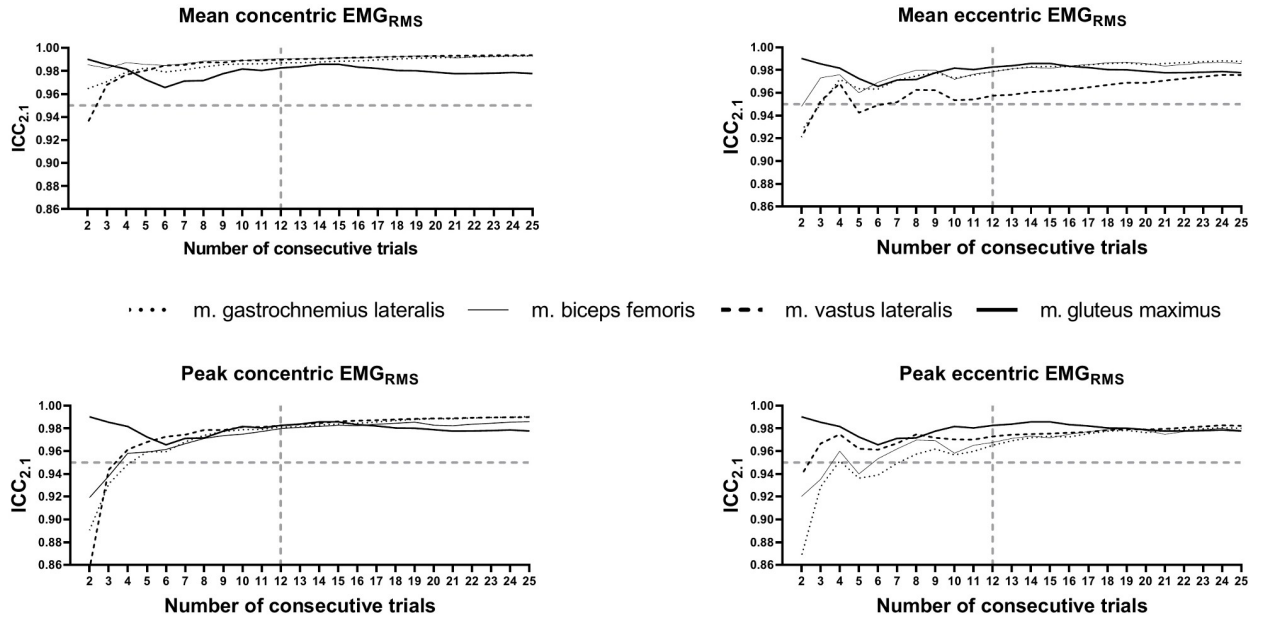 Mean concentric EMGRMS
ICC2.1
1.00
0.98
0.96
0.94
0.92
0.90
0.88
0.86
2 3 4 5 6 7 8 9 10 11 12 13 14 15 16 17 18 19 20 21 22 23 24 25
Number of consecutive trials
Mean eccentric EMGRMS
ICC2.1
1.00
0.98
0.96
0.94
0.92
0.90
0.88
0.86
2 3 4 5 6 7 8 9 10 11 12 13 14 15 16 17 18 19 20 21 22 23 24 25
Number of consecutive trials
m. gastrochnemius lateralis m. biceps femoris m. vastus lateralis m. gluteus maximus
Peak concentric EMGRMS
ICC2.1
1.00
0.98
0.96
0.94
0.92
0.90
0.88
0.86
2 3 4 5 6 7 8 9 10 11 12 13 14 15 16 17 18 19 20 21 22 23 24 25
Number of consecutive trials
Peak eccentric EMGRMS
ICC2.1
1.00
0.98
0.96
0.94
0.92
0.90
0.88
0.86
2 3 4 5 6 7 8 9 10 11 12 13 14 15 16 17 18 19 20 21 22 23 24 25
Number of consecutive trials